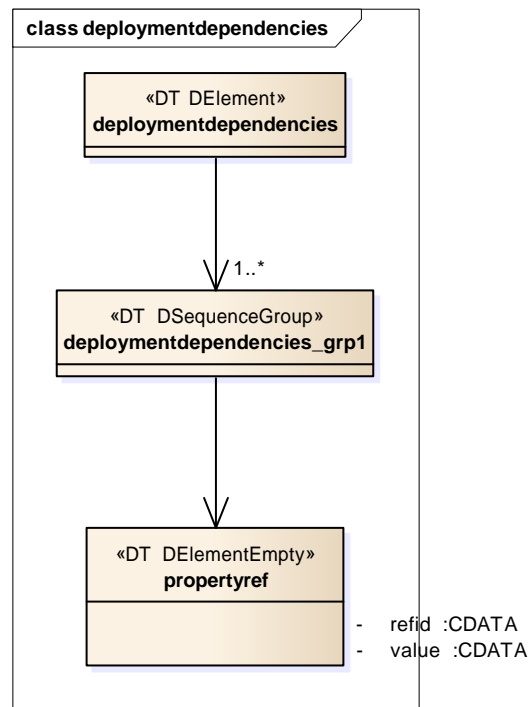 class deploymentdependencies
«DT DElement»
deploymentdependencies
1..*
«DT DSequenceGroup»
deploymentdependencies_grp1
«DT DElementEmpty»
propertyref
- refid :CDATA
- value :CDATA